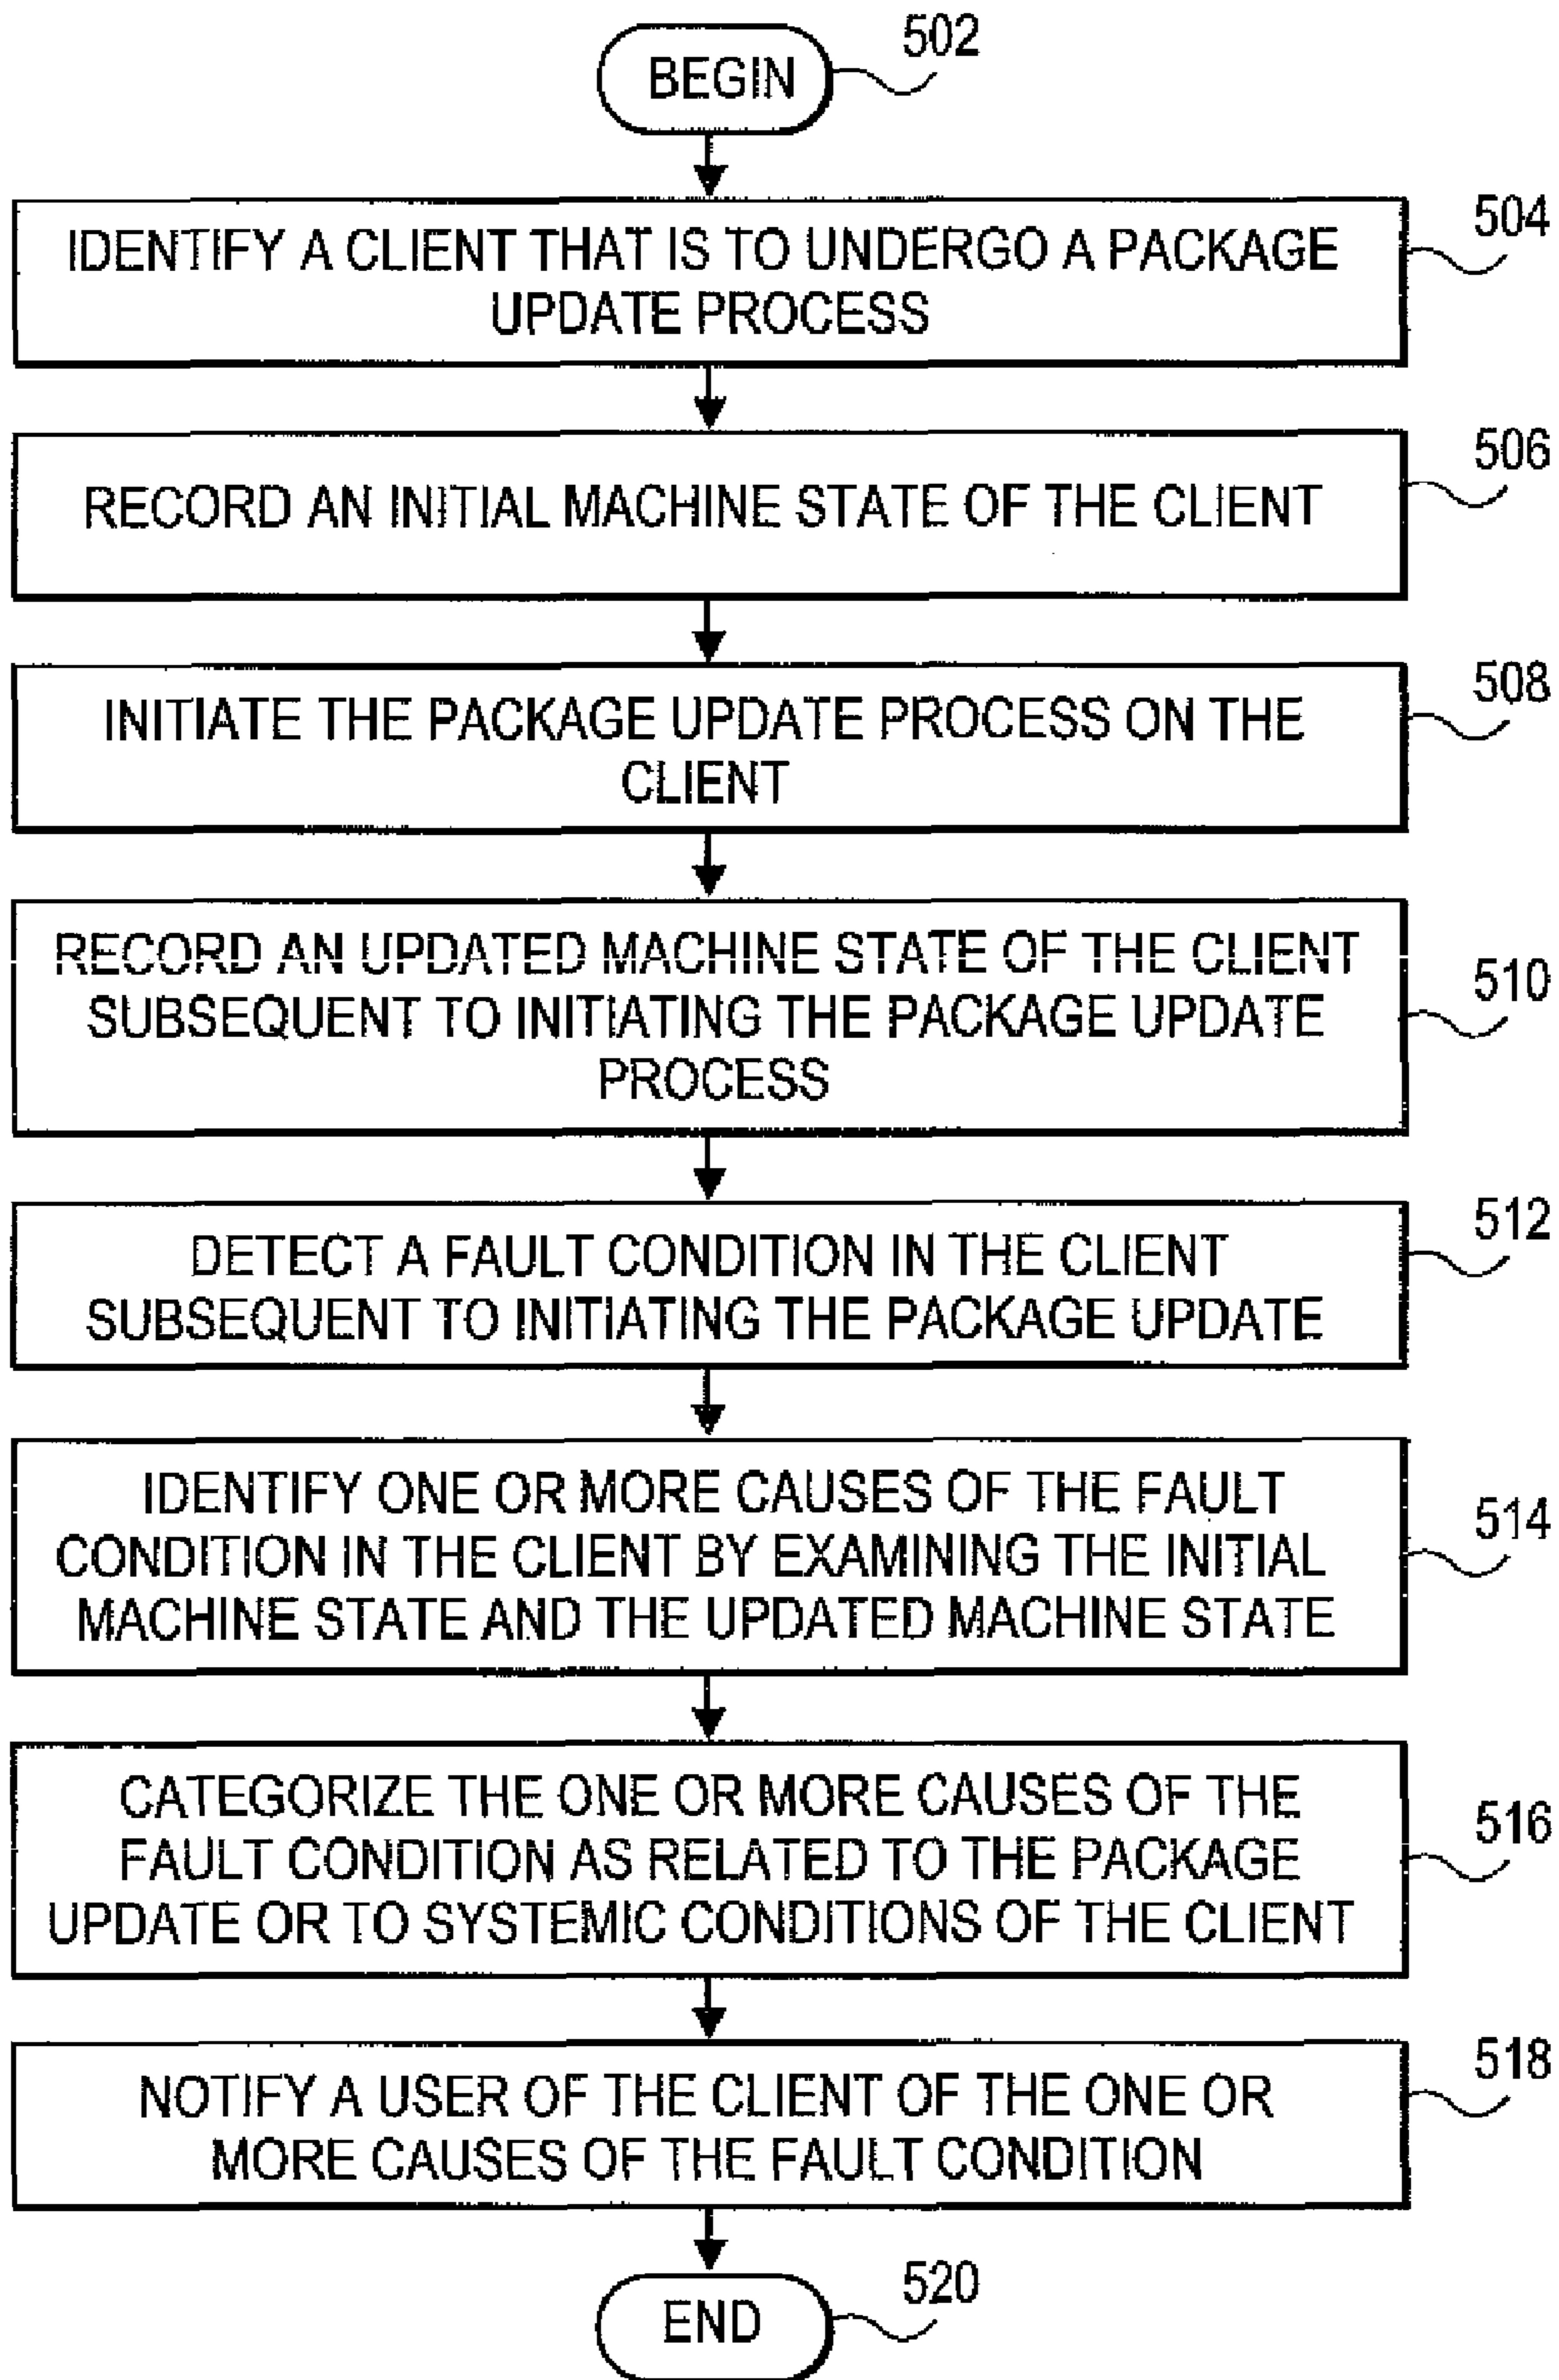 BEGIN
502
IDENTIFY A CLIENT THAT IS TO UNDERGO A PACKAGE
UPDATE PROCESS
504
RECORD AN INITIAL MACHINE STATE OF THE CLIENT
506
INITIATE THE PACKAGE UPDATE PROCESS ON THE
CLIENT
508
RECORD AN UPDATED MACHINE STATE OF THE CLIENT
SUBSEQUENT TO INITIATING THE PACKAGE UPDATE
PROCESS
510
DETECT A FAULT CONDITION IN THE CLIENT
SUBSEQUENT TO INITIATING THE PACKAGE UPDATE
512
IDENTIFY ONE OR MORE CAUSES OF THE FAULT
CONDITION IN THE CLIENT BY EXAMINING THE INITIAL
MACHINE STATE AND THE UPDATED MACHINE STATE
514
CATEGORIZE THE ONE OR MORE CAUSES OF THE
FAULT CONDITION AS RELATED TO THE PACKAGE
UPDATE OR TO SYSTEMIC CONDITIONS OF THE CLIENT
516
NOTIFY A USER OF THE CLIENT OF THE ONE OR
MORE CAUSES OF THE FAULT CONDITION
518
END
520